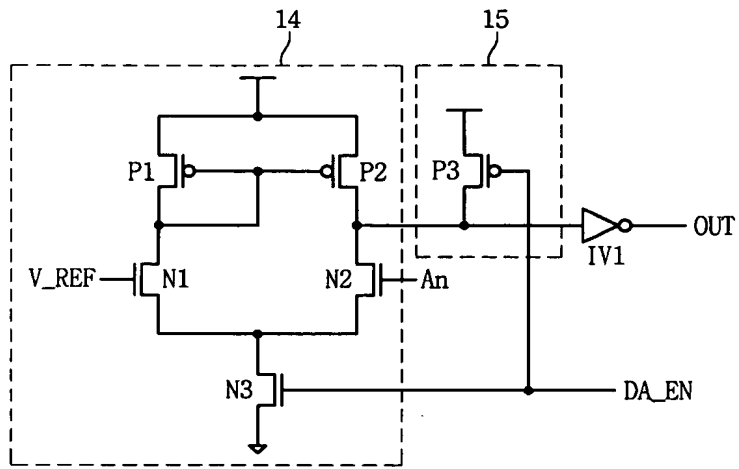 14
15
P1
P2
P3
OUT
IV1
V_REF
N1
N2
An
N3
DA_EN